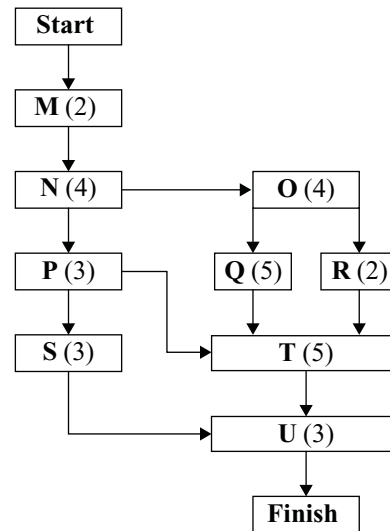 Start
M (2)
N (4)
O (4)
P (3)
Q (5)
R (2)
S (3)
T (5)
U (3)
Finish